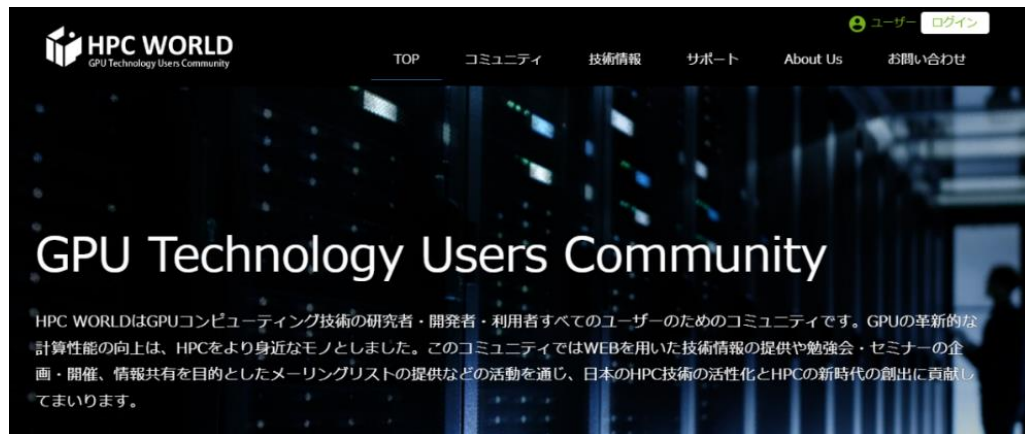 ユーザー ログイン
HPC WORLD
GPU Technology Users Community
TOP コミュニティ 技術情報 サポート About Us お問い合わせ
GPU Technology Users Community
HPC WORLDはGPUコンピューティング技術の研究者・開発者・利用者すべてのユーザーのためのコミュニティです。GPUの革新的な
計算性能の向上は、HPCをより身近なモノとしました。このコミュニティではWEBを用いた技術情報の提供や勉強会・セミナーの企
画・開催、情報共有を目的としたメーリングリストの提供などの活動を通じ、日本のHPC技術の活性化とHPCの新時代の創出に貢献し
てまいります。